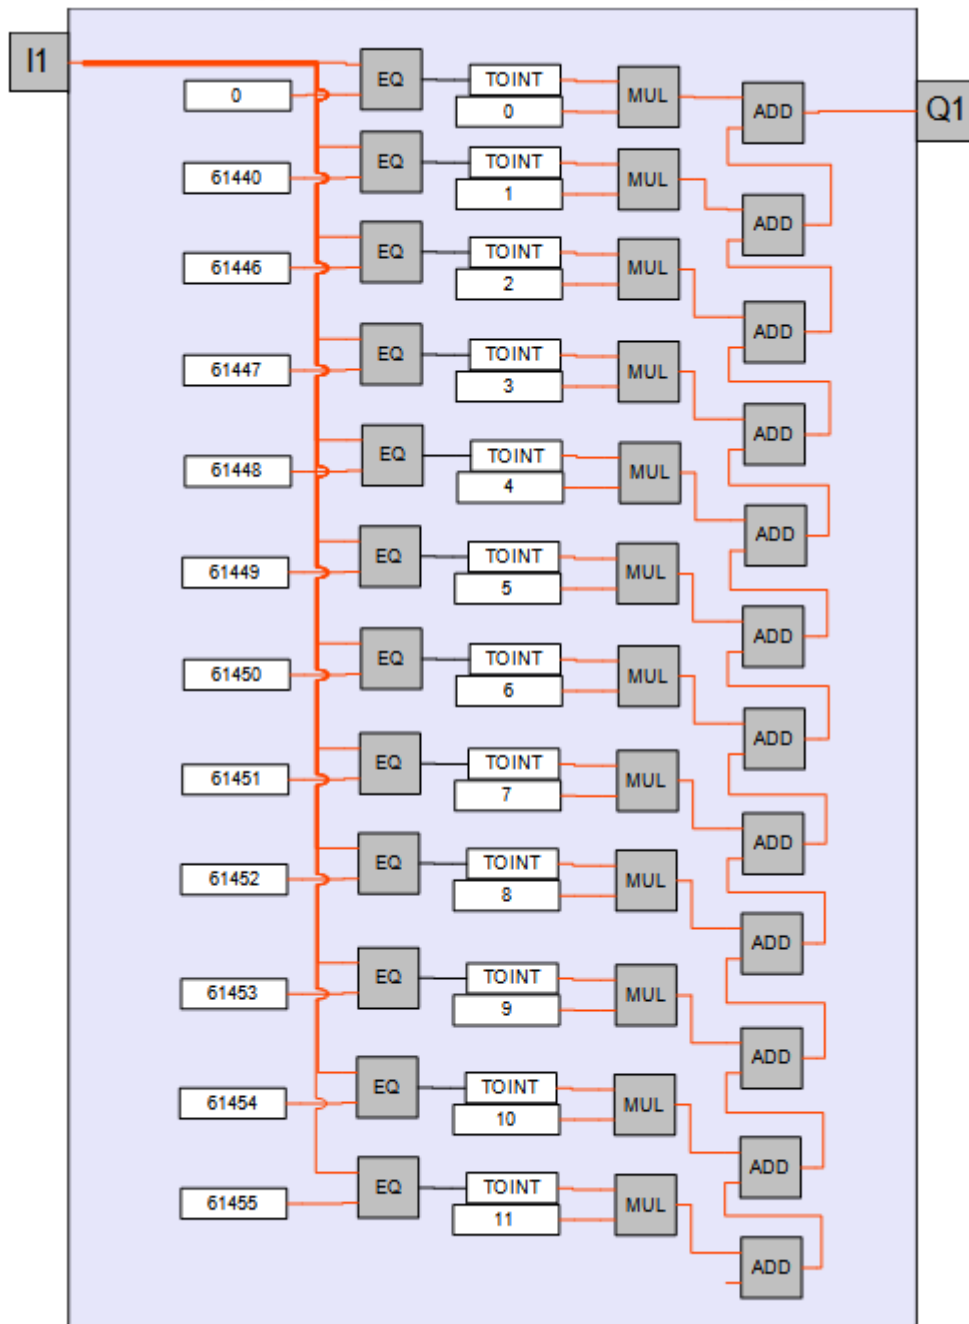 I1
EQ
TOINT
0
0
MUL
ADD
Q1
EQ
TOINT
61440
1
MUL
ADD
EQ
TOINT
61446
2
MUL
ADD
EQ
TOINT
61447
3
MUL
ADD
EQ
TOINT
61448
4
MUL
ADD
EQ
TOINT
61449
5
MUL
ADD
EQ
TOINT
61450
6
MUL
ADD
EQ
TOINT
61451
7
MUL
ADD
EQ
TOINT
61452
8
MUL
ADD
EQ
TOINT
61453
9
MUL
ADD
EQ
TOINT
61454
10
MUL
ADD
EQ
TOINT
61455
11
MUL
ADD